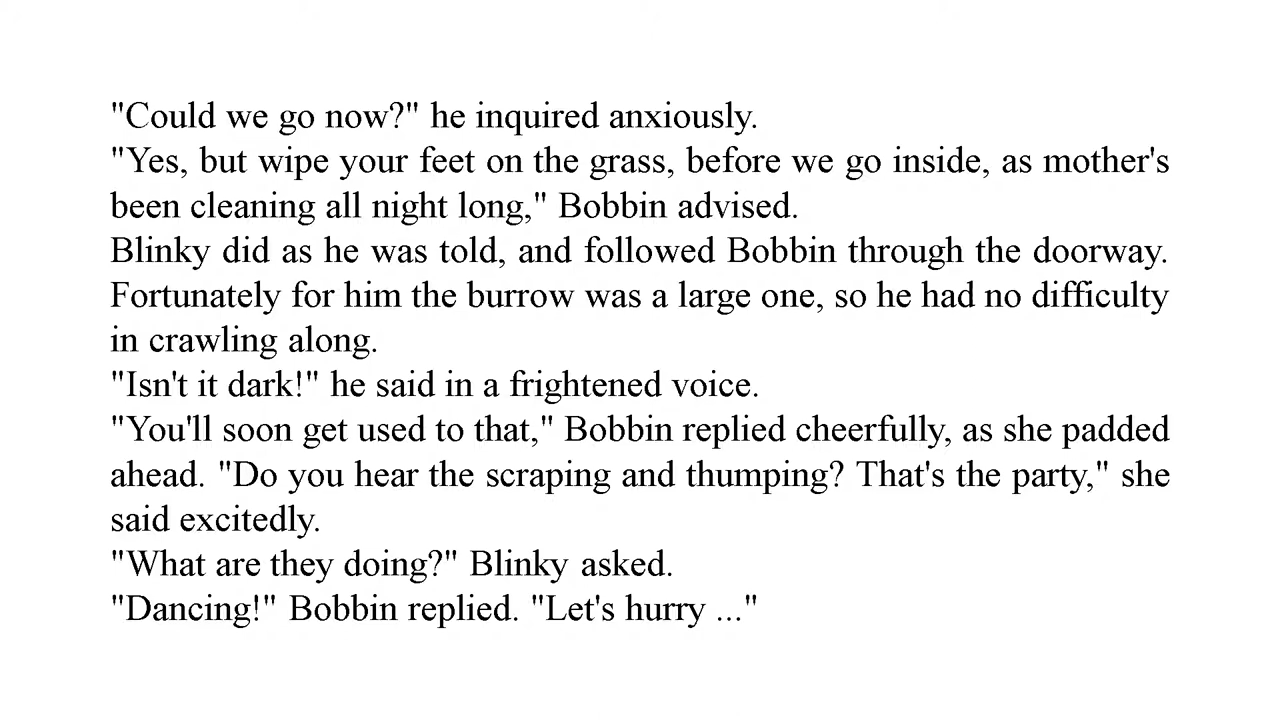 "Could we go now?" he inquired anxiously.
"Yes, but wipe your feet on the grass, before we go inside, as mother's
been cleaning all night long," Bobbin advised.
Blinky did as he was told, and followed Bobbin through the doorway.
Fortunately for him the burrow was a large one, so he had no difficulty
in crawling along.
"Isn't it dark!" he said in a frightened voice.
"You'll soon get used to that," Bobbin replied cheerfully, as she padded
ahead. "Do you hear the scraping and thumping? That's the party," she
said excitedly.
"What are they doing?" Blinky asked.
"Dancing!" Bobbin replied. "Let's hurry ..."